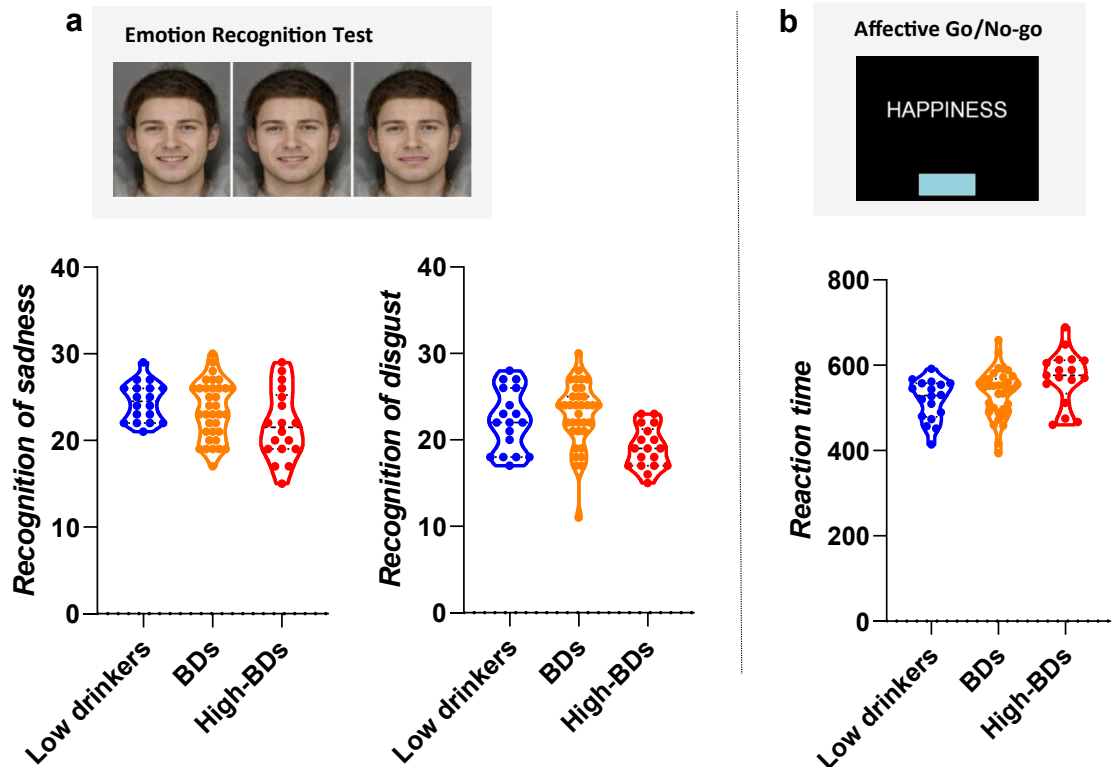 a
Emotion Recognition Test
Recognition of sadness
40
30
20
10
0
Low drinkers
BDs
High-BDs
Recognition of disgust
40
30
20
10
0
Low drinkers
BDs
High-BDs
b
Affective Go/No-go
HAPPINESS
Reaction time
800
600
400
200
0
Low drinkers
BDs
High-BDs